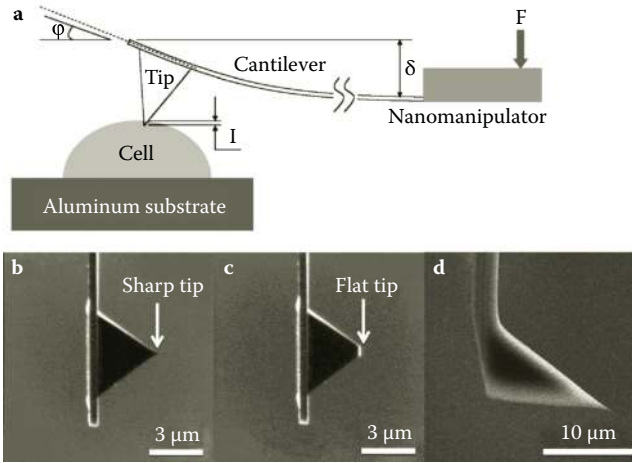 a
φ
F
Cantilever
δ
Tip
Nanomanipulator
I
Cell
Aluminum substrate
b
Sharp tip
3 μm
c
Flat tip
3 μm
d
10 μm